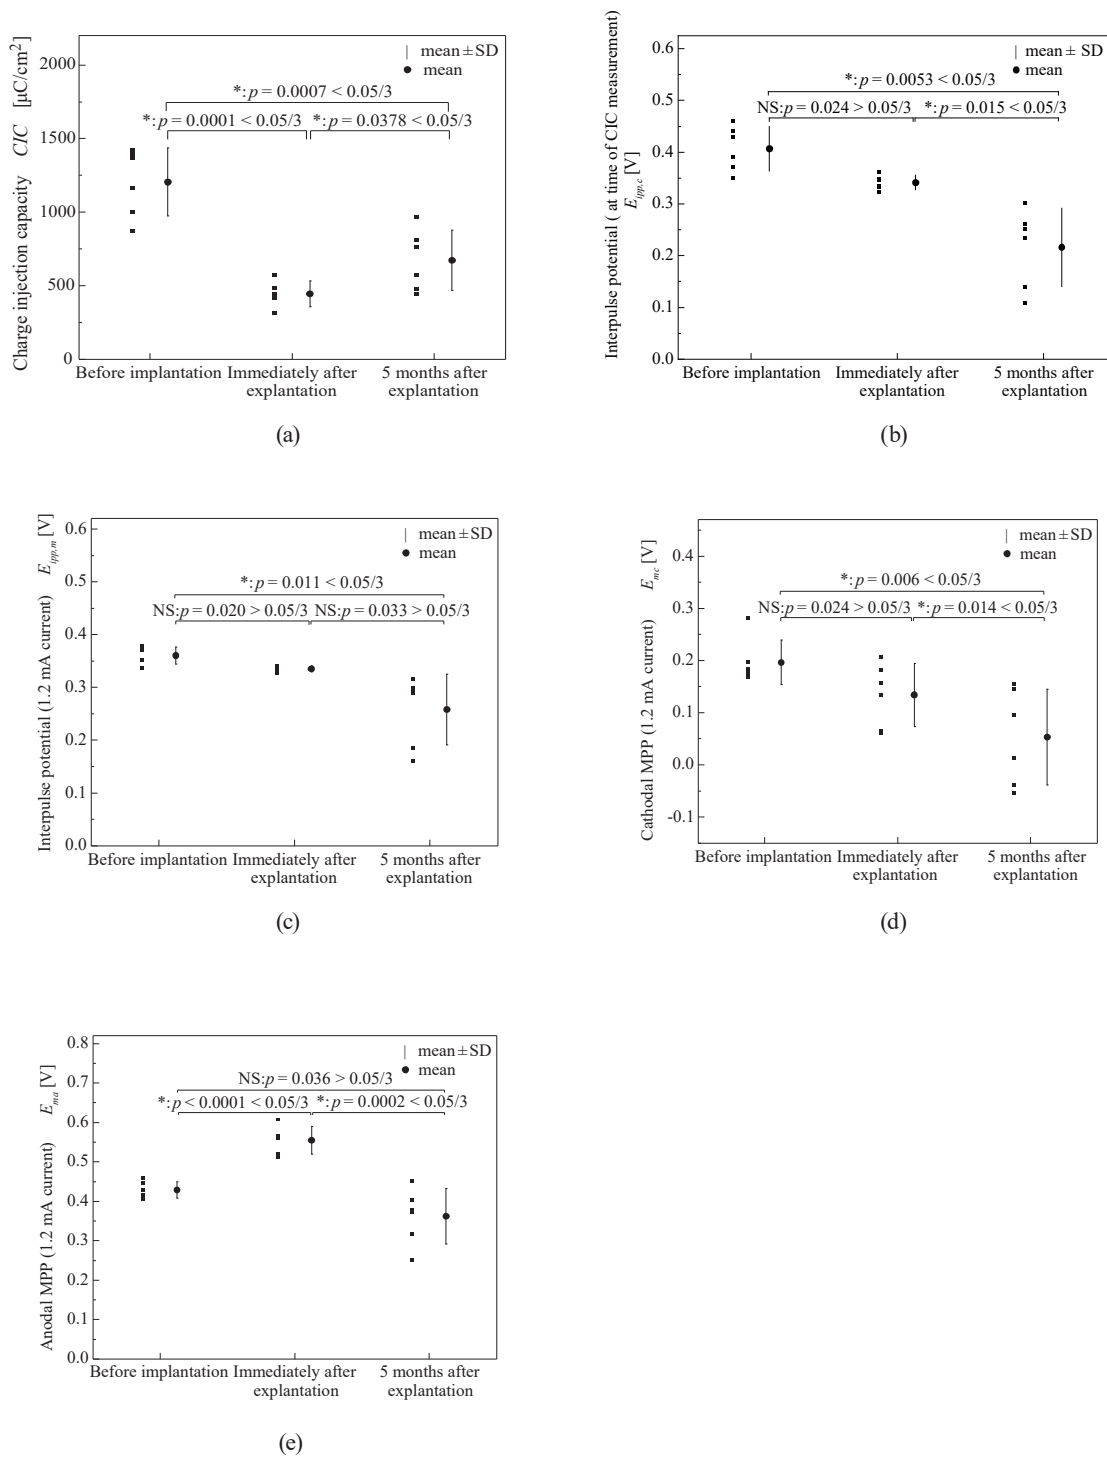 Charge injection capacity CIC [μC/cm²]
2000
1500
1000
500
0
| mean ± SD
● mean
*: p = 0.0007 < 0.05/3
*: p = 0.0001 < 0.05/3
*: p = 0.0378 < 0.05/3
Before implantation
Immediately after
explantation
5 months after
explantation
(a)
Interpulse potential ( at time of CIC measurement)
E_ipp,c [V]
0.6
0.5
0.4
0.3
0.2
0.1
0.0
| mean ± SD
● mean
*: p = 0.0053 < 0.05/3
NS: p = 0.024 > 0.05/3
*: p = 0.015 < 0.05/3
Before implantation
Immediately after
explantation
5 months after
explantation
(b)
Interpulse potential (1.2 mA current) E_ipp,m [V]
0.6
0.5
0.4
0.3
0.2
0.1
0.0
| mean ± SD
● mean
*: p = 0.011 < 0.05/3
NS: p = 0.020 > 0.05/3
NS: p = 0.033 > 0.05/3
Before implantation
Immediately after
explantation
5 months after
explantation
(c)
Cathodal MPP (1.2 mA current) E_mc [V]
0.4
0.3
0.2
0.1
0.0
-0.1
| mean ± SD
● mean
*: p = 0.006 < 0.05/3
NS: p = 0.024 > 0.05/3
*: p = 0.014 < 0.05/3
Before implantation
Immediately after
explantation
5 months after
explantation
(d)
Anodal MPP (1.2 mA current) E_ma [V]
0.8
0.7
0.6
0.5
0.4
0.3
0.2
0.1
0.0
| mean ± SD
● mean
NS: p = 0.036 > 0.05/3
*: p < 0.0001 < 0.05/3
*: p = 0.0002 < 0.05/3
Before implantation
Immediately after
explantation
5 months after
explantation
(e)